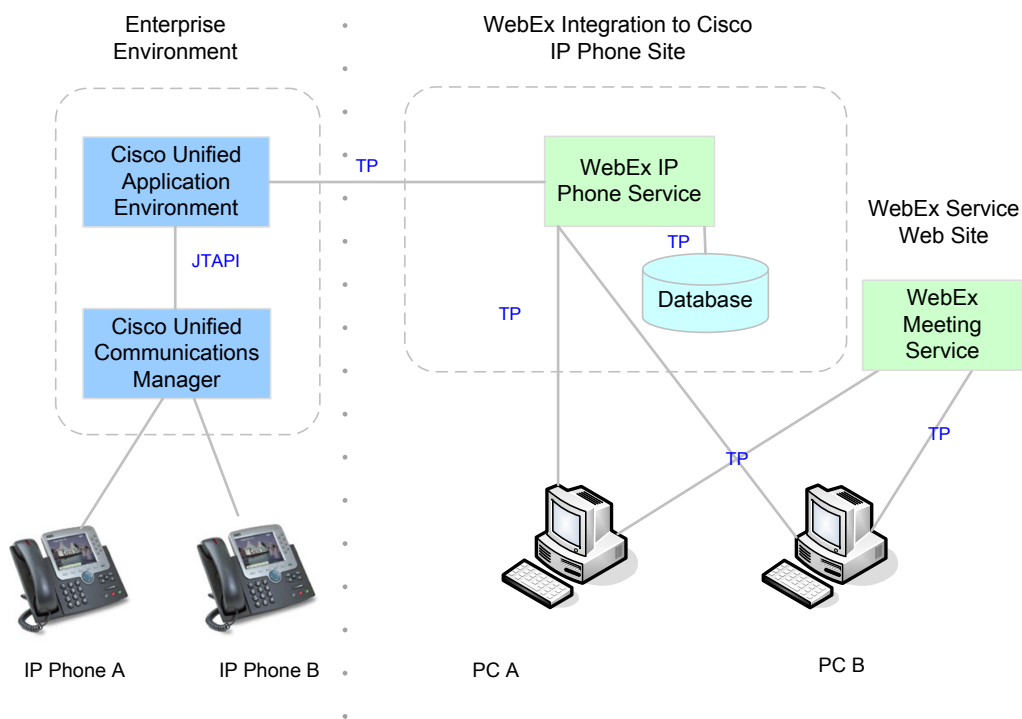 Enterprise
Environment
WebEx Integration to Cisco
IP Phone Site
Cisco Unified
Application
Environment
TP
WebEx IP
Phone Service
WebEx Service
Web Site
TP
JTAPI
Database
WebEx
Meeting
Service
TP
Cisco Unified
Communications
Manager
TP
TP
IP Phone A
IP Phone B
PC A
PC B